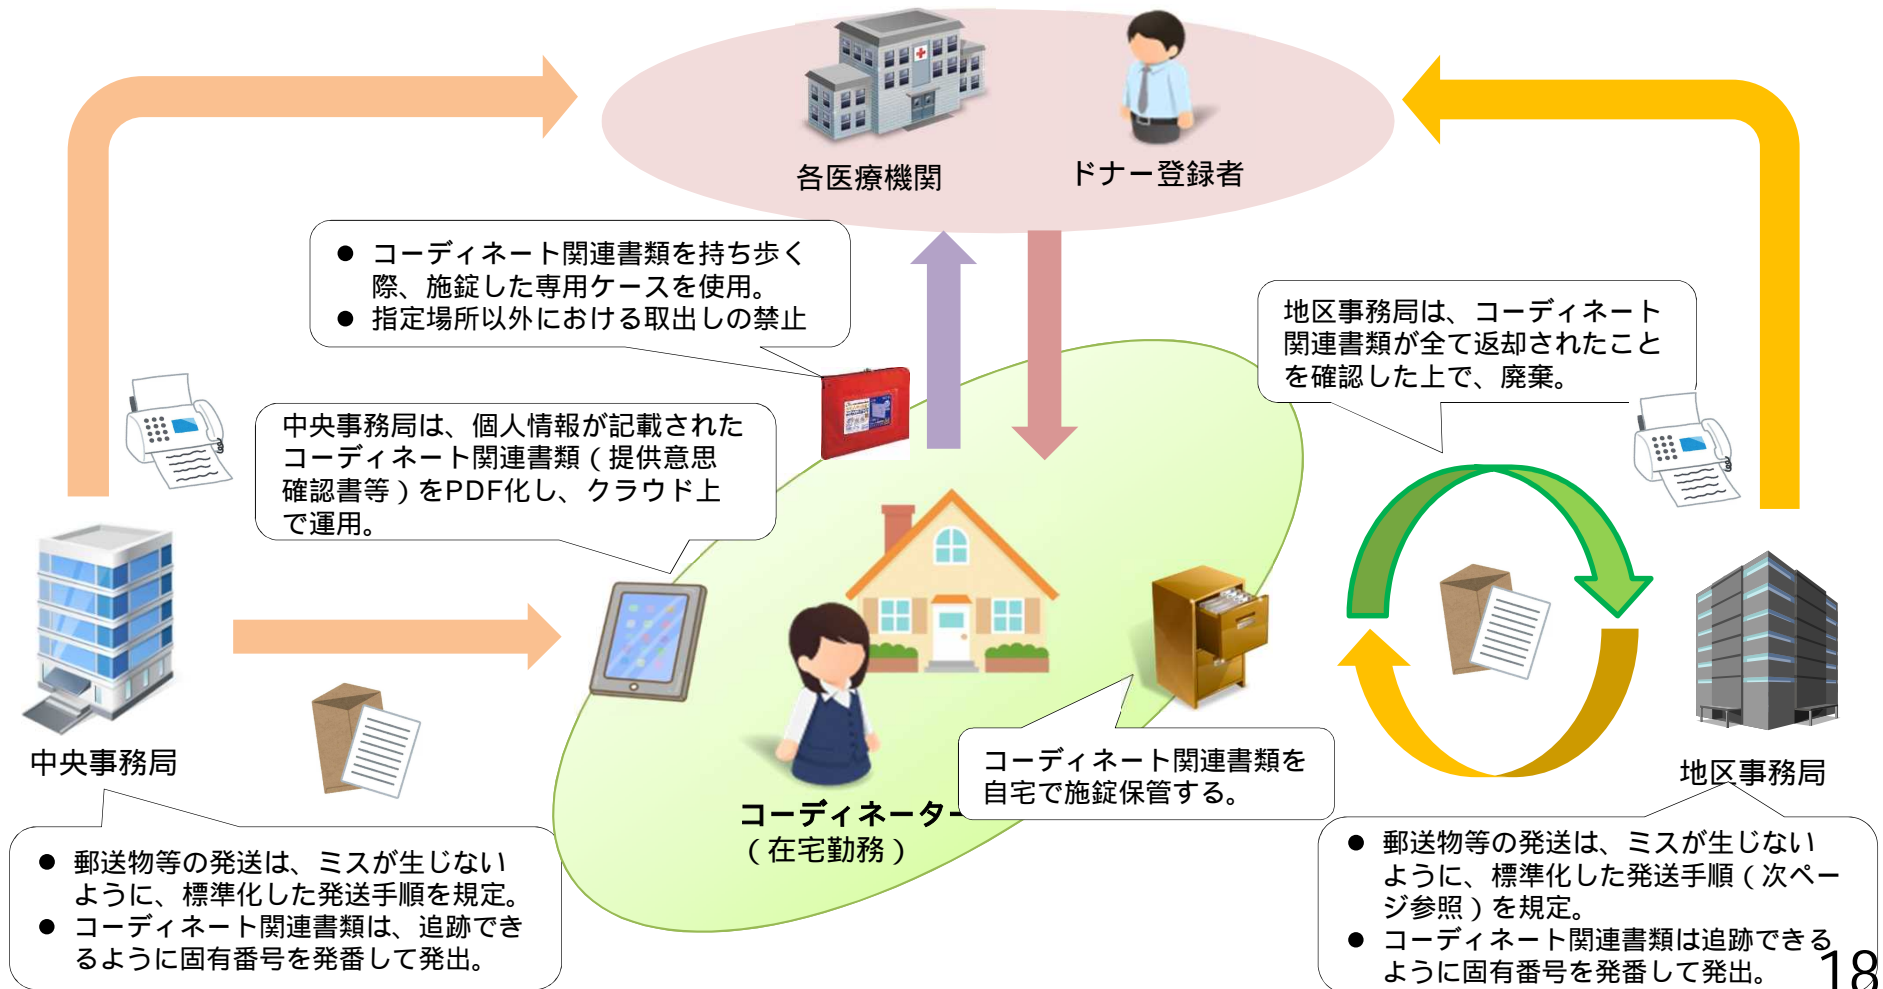 各医療機関
ドナー登録者
● コーディネート関連書類を持ち歩く
際、施錠した専用ケースを使用。
● 指定場所以外における取出しの禁止
地区事務局は、コーディネート
関連書類が全て返却されたこと
を確認した上で、廃棄。
中央事務局は、個人情報が記載された
コーディネート関連書類（提供意思
確認書等）をPDF化し、クラウド上
で運用。
中央事務局
コーディネート関連書類を
自宅で施錠保管する。
地区事務局
コーディネーター
（在宅勤務）
● 郵送物等の発送は、ミスが生じない
ように、標準化した発送手順を規定。
● コーディネート関連書類は、追跡でき
るように固有番号を発番して発出。
● 郵送物等の発送は、ミスが生じない
ように、標準化した発送手順（次ペー
ジ参照）を規定。
● コーディネート関連書類は追跡できる
ように固有番号を発番して発出。
18